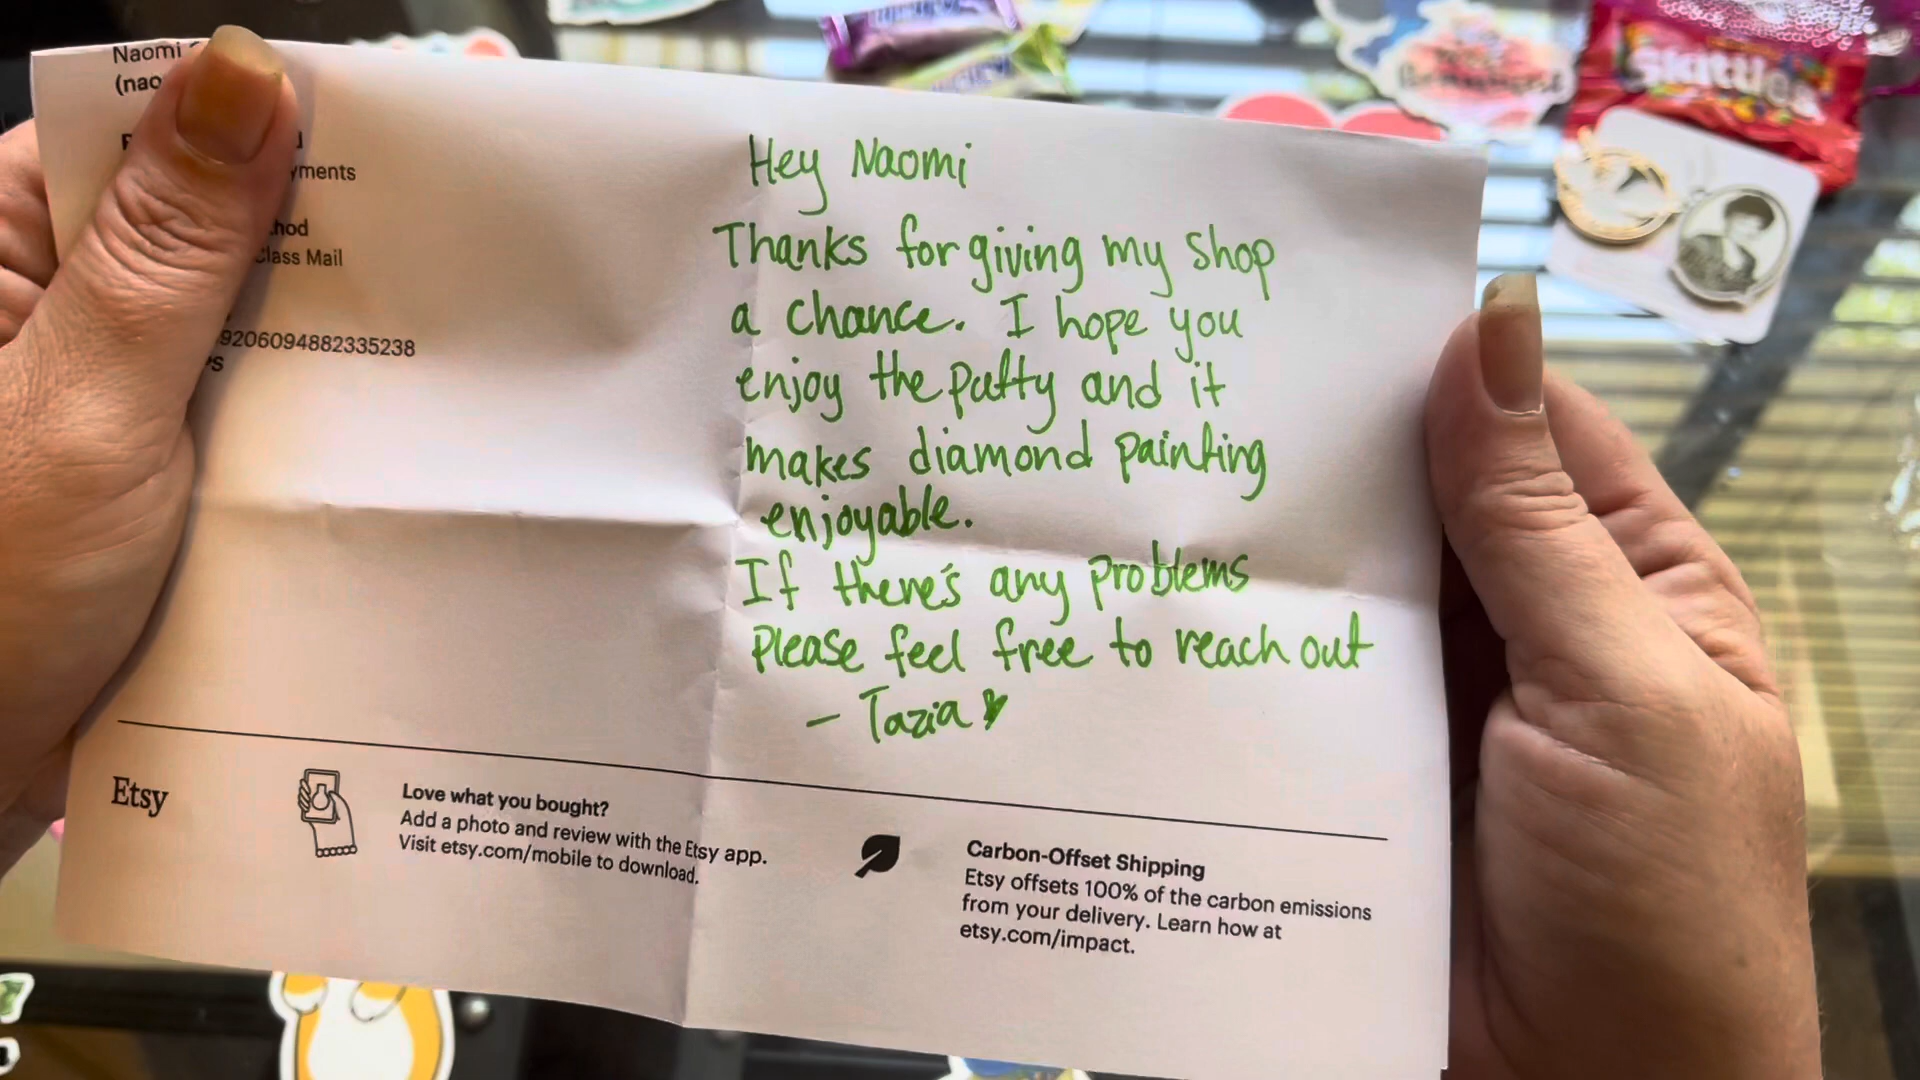 Naomi
(nao
yments
hod
Class Mail
9206094882335238
Hey Naomi
Thanks for giving my shop
a chance. I hope you
enjoy the putty and it
makes diamond painting
enjoyable.
If there's any problems
Please feel free to reach out
– Tazia
Etsy
Love what you bought?
Add a photo and review with the Etsy app.
Visit etsy.com/mobile to download.
Carbon-Offset Shipping
Etsy offsets 100% of the carbon emissions
from your delivery. Learn how at
etsy.com/impact.
Skittles